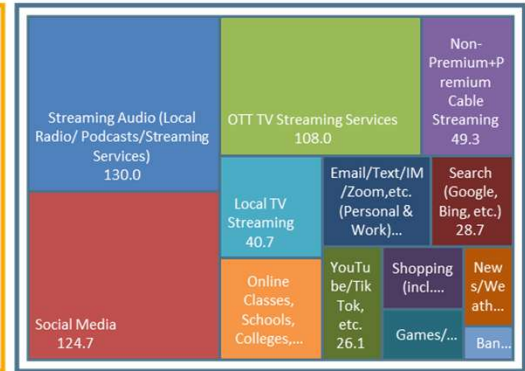 Streaming Audio (Local
Radio/ Podcasts/Streaming
Services)
130.0
Social Media
124.7
OTT TV Streaming Services
108.0
Non-
Premium+P
remium
Cable
Streaming
49.3
Local TV
Streaming
40.7
Email/Text/IM
/Zoom,etc.
(Personal &
Work)...
Search
(Google,
Bing, etc.)
28.7
Online
Classes,
Schools,
Colleges,...
YouTu
be/Tik
Tok,
etc.
26.1
Shopping
(incl....
Games/...
New
s/We
ath...
Ban...